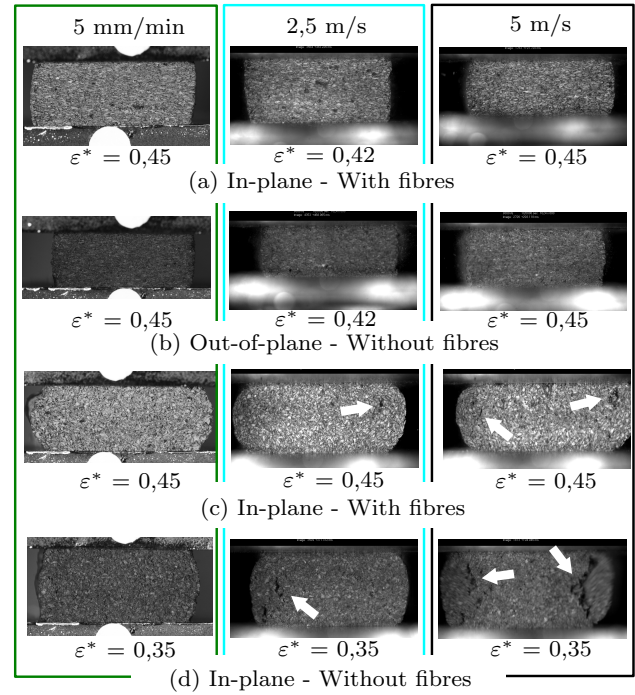 5 mm/min 2,5 m/s 5 m/s
ε* = 0,45 ε* = 0,42 ε* = 0,45
(a) In-plane - With fibres
ε* = 0,45 ε* = 0,42 ε* = 0,45
(b) Out-of-plane - Without fibres
ε* = 0,45 ε* = 0,45 ε* = 0,45
(c) In-plane - With fibres
ε* = 0,35 ε* = 0,35 ε* = 0,35
(d) In-plane - Without fibres